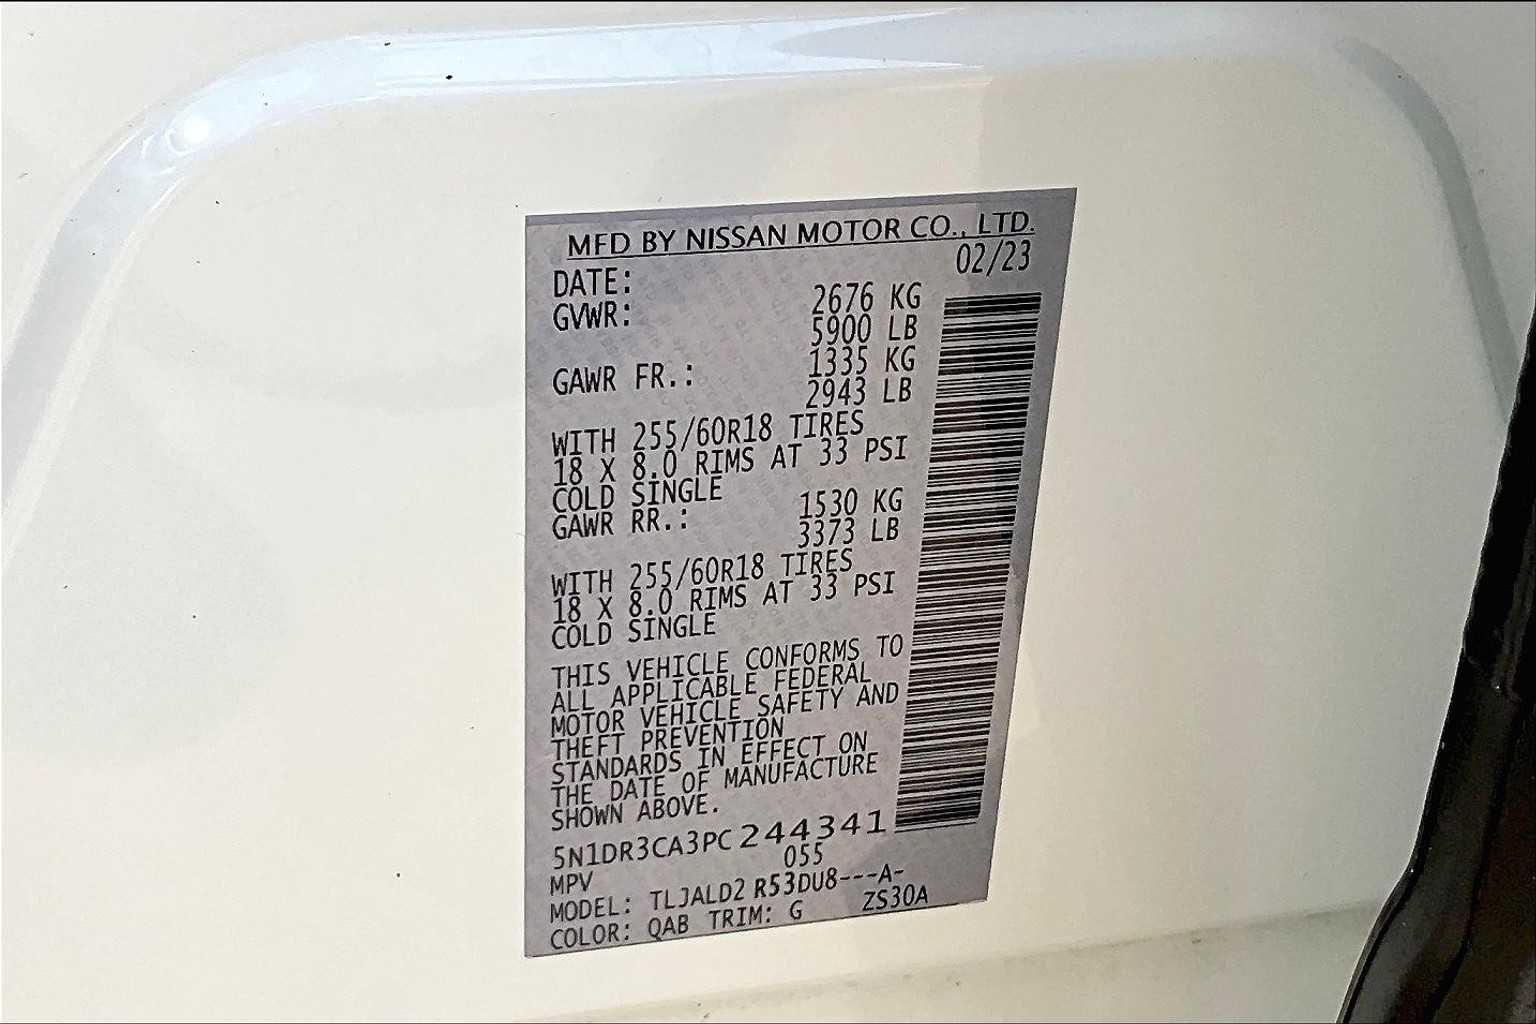 MFD BY NISSAN MOTOR CO., LTD.
DATE: 02/23
GVWR: 2676 KG
5900 LB
GAWR FR.: 1335 KG
2943 LB
WITH 255/60R18 TIRES
18 X 8.0 RIMS AT 33 PSI
COLD SINGLE
GAWR RR.: 1530 KG
3373 LB
WITH 255/60R18 TIRES
18 X 8.0 RIMS AT 33 PSI
COLD SINGLE
THIS VEHICLE CONFORMS TO
ALL APPLICABLE FEDERAL
MOTOR VEHICLE SAFETY AND
THEFT PREVENTION
STANDARDS IN EFFECT ON
THE DATE OF MANUFACTURE
SHOWN ABOVE.
5N1DR3CA3PC244341
MPV 055
MODEL: TLJALD2 R53DU8---A-
COLOR: QAB TRIM: G ZS30A